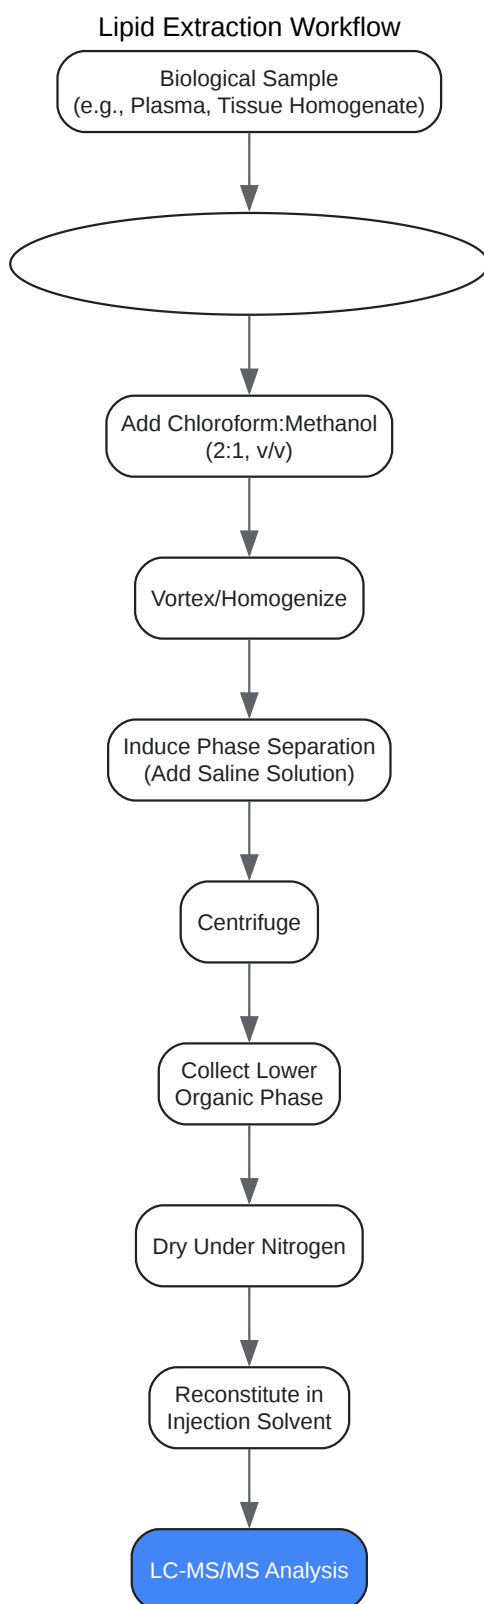 Lipid Extraction Workflow
Biological Sample
(e.g., Plasma, Tissue Homogenate)
Add Chloroform:Methanol
(2:1, v/v)
Vortex/Homogenize
Induce Phase Separation
(Add Saline Solution)
Centrifuge
Collect Lower
Organic Phase
Dry Under Nitrogen
Reconstitute in
Injection Solvent
LC-MS/MS Analysis